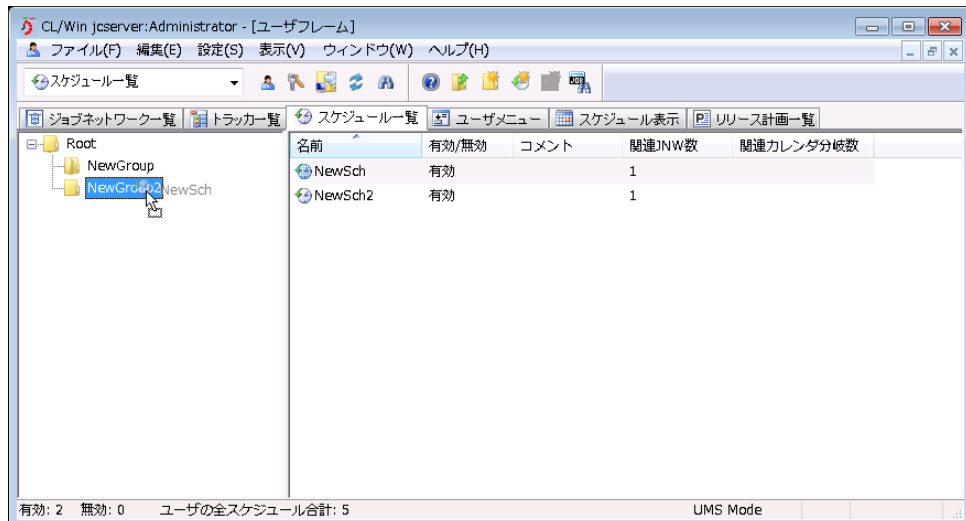 CL/Win jcserver:Administrator - [ユーザフレーム]
ファイル(F) 編集(E) 設定(S) 表示(V) ウィンドウ(W) ヘルプ(H)
スケジュール一覧
ジョブネットワーク一覧 トラッカー一覧 スケジュール一覧 ユーザメニュー スケジュール表示 リリース計画一覧
Root
NewGroup
NewGroup2 NewSch
名前 有効/無効 コメント 関連JNW数 関連カレンダ分岐数
NewSch 有効 1
NewSch2 有効 1
有効: 2 無効: 0 ユーザの全スケジュール合計: 5 UMS Mode